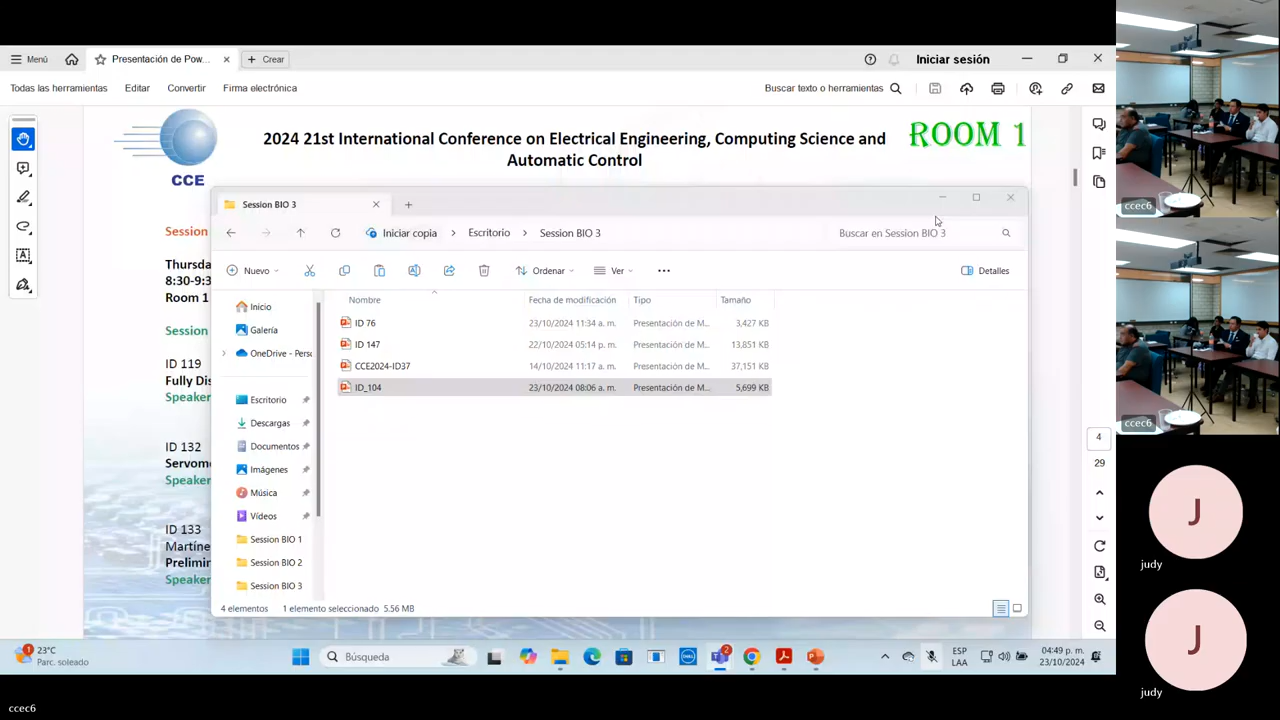 Menú
Presentación de Pow...
Crear
Iniciar sesión
Todas las herramientas
Editar
Convertir
Firma electrónica
Buscar texto o herramientas
2024 21st International Conference on Electrical Engineering, Computing Science and
Automatic Control
ROOM 1
CCE
Session
Thursda
8:30-9:3
Room 1
Session
ID 119
Fully Dis
Speaker
ID 132
Servomo
Speaker
ID 133
Martíne
Prelimin
Speaker
Session BIO 3
Iniciar copia
Escritorio
Session BIO 3
Buscar en Session BIO 3
Nuevo
Ordenar
Ver
Detalles
Inicio
Galería
OneDrive - Perso
Escritorio
Descargas
Documentos
Imágenes
Música
Vídeos
Session BIO 1
Session BIO 2
Session BIO 3
Nombre Fecha de modificación Tipo Tamaño
ID 76 23/10/2024 11:34 a. m. Presentación de M... 3,427 KB
ID 147 22/10/2024 05:14 p. m. Presentación de M... 13,851 KB
CCE2024-ID37 14/10/2024 11:17 a. m. Presentación de M... 37,151 KB
ID_104 23/10/2024 08:06 a. m. Presentación de M... 5,699 KB
4 elementos 1 elemento seleccionado 5.56 MB
4
29
1
23°C
Parc. soleado
Búsqueda
DELL
2
ESP
LAA
04:49 p. m.
23/10/2024
ccec6
ccec6
J
judy
J
judy
ccec6